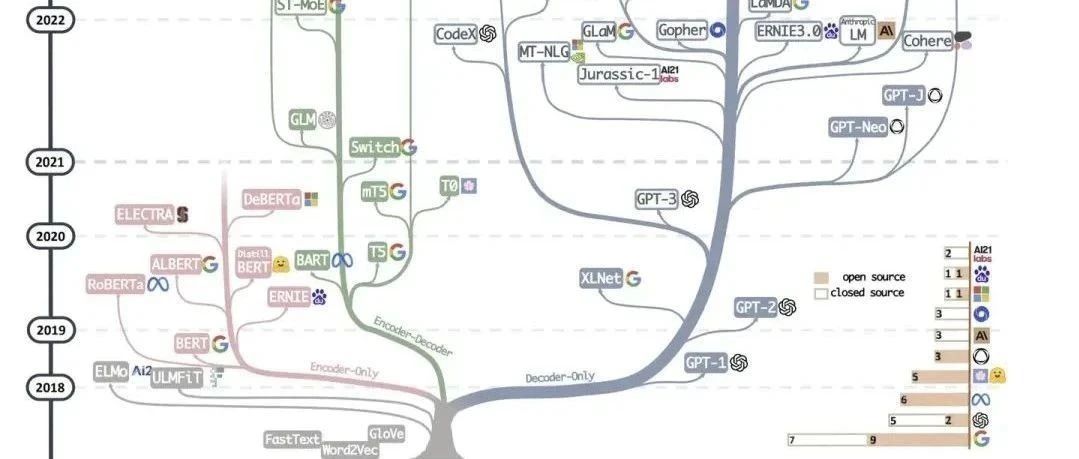 ST-MoE
LaMDA
2022
CodeX
GLaM
Gopher
ERNIE3.0
Anthropic
LM
Cohere
MT-NLG
Jurassic-1
AI21
labs
GPT-J
GLM
GPT-Neo
Switch
2021
mT5
T0
DeBERTa
GPT-3
ELECTRA
2020
Distill
BERT
BART
T5
ALBERT
XLNet
RoBERTa
ERNIE
GPT-2
2019
Encoder-Decoder
BERT
GPT-1
ELMo
Ai2
ULMFiT
Encoder-Only
Decoder-Only
2018
FastText
GloVe
Word2Vec
open source
closed source
2 AI21
labs
1 1
1 1
3
3
3
5
6
5 2
7 9